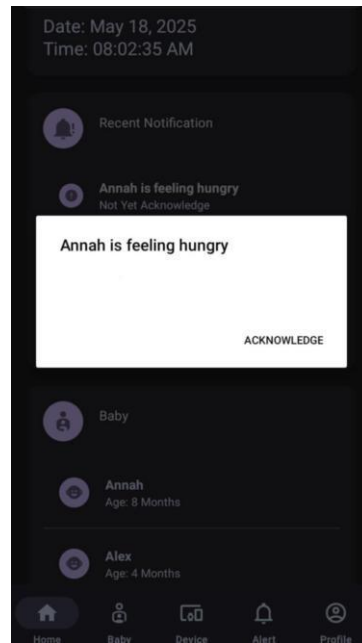 Date: May 18, 2025
Time: 08:02:35 AM
Recent Notification
Annah is feeling hungry
Not Yet Acknowledge
Annah is feeling hungry
ACKNOWLEDGE
Baby
Annah
Age: 8 Months
Alex
Age: 4 Months
Home
Baby
Device
Alert
Profile